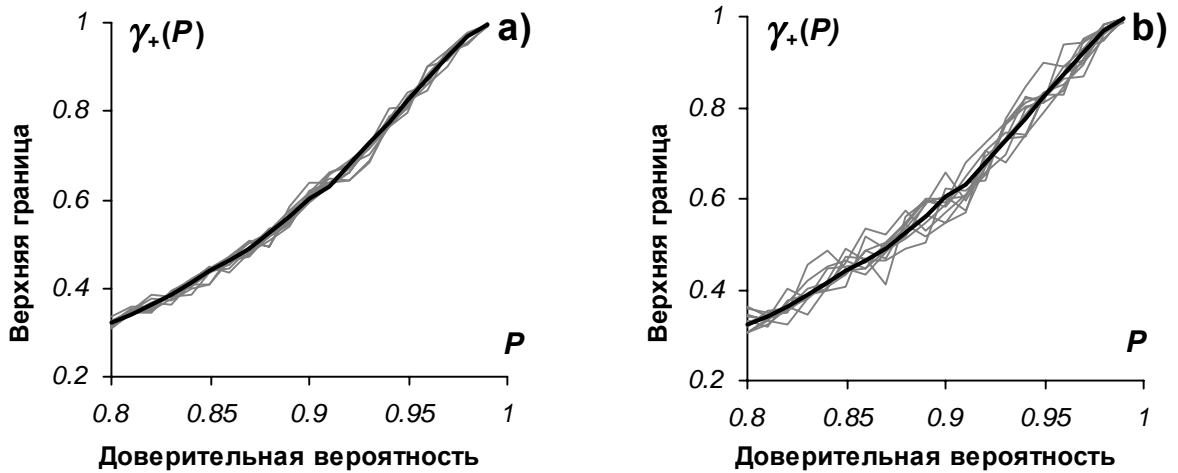 γ+(P)
a)
1
0.8
0.6
0.4
0.2
Верхняя граница
P
0.8 0.85 0.9 0.95 1
Доверительная вероятность
γ+(P)
b)
1
0.8
0.6
0.4
0.2
Верхняя граница
P
0.8 0.85 0.9 0.95 1
Доверительная вероятность